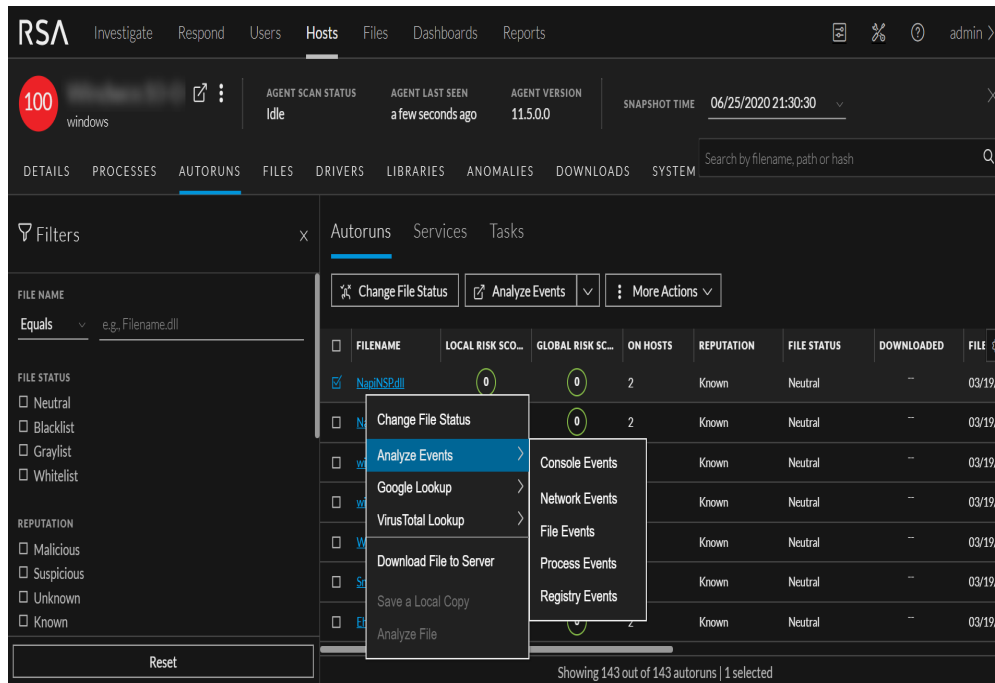 RSA Investigate Respond Users Hosts Files Dashboards Reports admin
100 AGENT SCAN STATUS AGENT LAST SEEN AGENT VERSION SNAPSHOT TIME 06/25/2020 21:30:30
windows Idle a few seconds ago 11.5.0.0
DETAILS PROCESSES AUTORUNS FILES DRIVERS LIBRARIES ANOMALIES DOWNLOADS SYSTEM Search by filename, path or hash
Filters
FILE NAME
Equals e.g., Filename.dll
FILE STATUS
Neutral
Blacklist
Graylist
Whitelist
REPUTATION
Malicious
Suspicious
Unknown
Known
Reset
Autoruns Services Tasks
Change File Status Analyze Events More Actions
FILENAME LOCAL RISK SCO... GLOBAL RISK SC... ON HOSTS REPUTATION FILE STATUS DOWNLOADED FILE
NapiNSP.dll 0 0 2 Known Neutral -- 03/19/
0 2 Known Neutral -- 03/19/
Known Neutral -- 03/19/
Known Neutral -- 03/19/
Known Neutral -- 03/19/
Known Neutral -- 03/19/
Known Neutral -- 03/19/
Change File Status
Analyze Events
Google Lookup
VirusTotal Lookup
Download File to Server
Save a Local Copy
Analyze File
Console Events
Network Events
File Events
Process Events
Registry Events
Showing 143 out of 143 autoruns | 1 selected